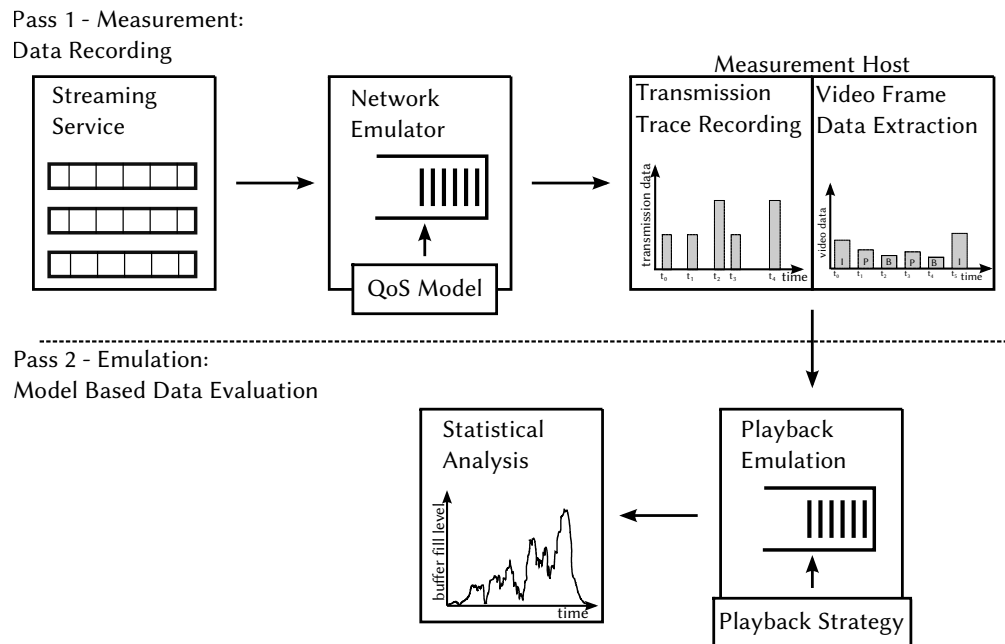 Pass 1 - Measurement:
Data Recording
Streaming
Service
Network
Emulator
QoS Model
Measurement Host
Transmission
Trace Recording
transmission data
t0 t1 t2 t3 t4 time
Video Frame
Data Extraction
video data
I P B P B I
t0 t1 t2 t3 t4 t5 time
Pass 2 - Emulation:
Model Based Data Evaluation
Statistical
Analysis
buffer fill level
time
Playback
Emulation
Playback Strategy